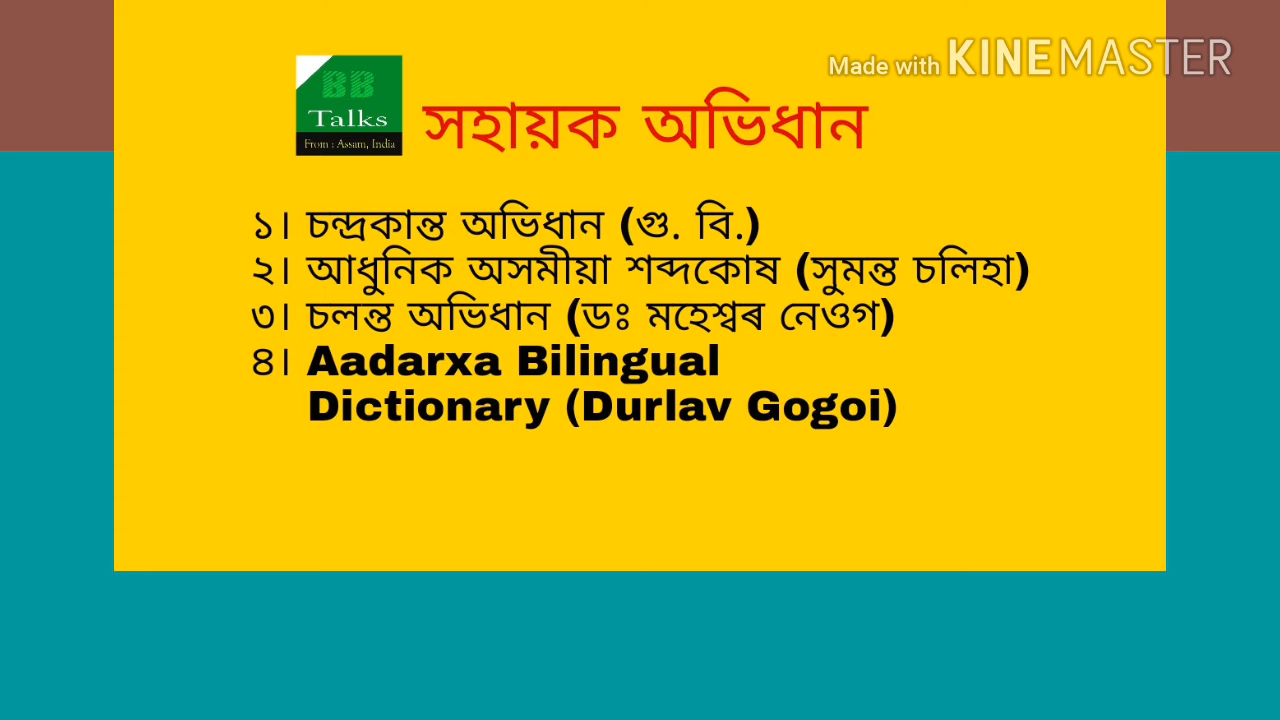 Made with KINEMASTER
BB
Talks
From : Assam, India
সহায়ক অভিধান
১। চন্দ্ৰকান্ত অভিধান (গু. বি.)
২। আধুনিক অসমীয়া শব্দকোষ (সুমন্ত চলিহা)
৩। চলন্ত অভিধান (ডঃ মহেশ্বৰ নেওগ)
৪। Aadarxa Bilingual
Dictionary (Durlav Gogoi)